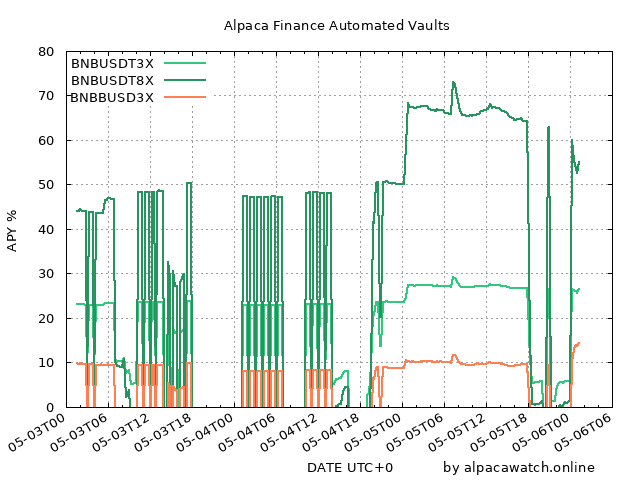 Alpaca Finance Automated Vaults
BNBUSDT3X
BNBUSDT8X
BNBBUSD3X
80
70
60
50
40
30
20
10
0
APY %
05-03T00
05-03T06
05-03T12
05-03T18
05-04T00
05-04T06
05-04T12
05-04T18
05-05T00
05-05T06
05-05T12
05-05T18
05-06T00
05-06T06
DATE UTC+0
by alpacawatch.online